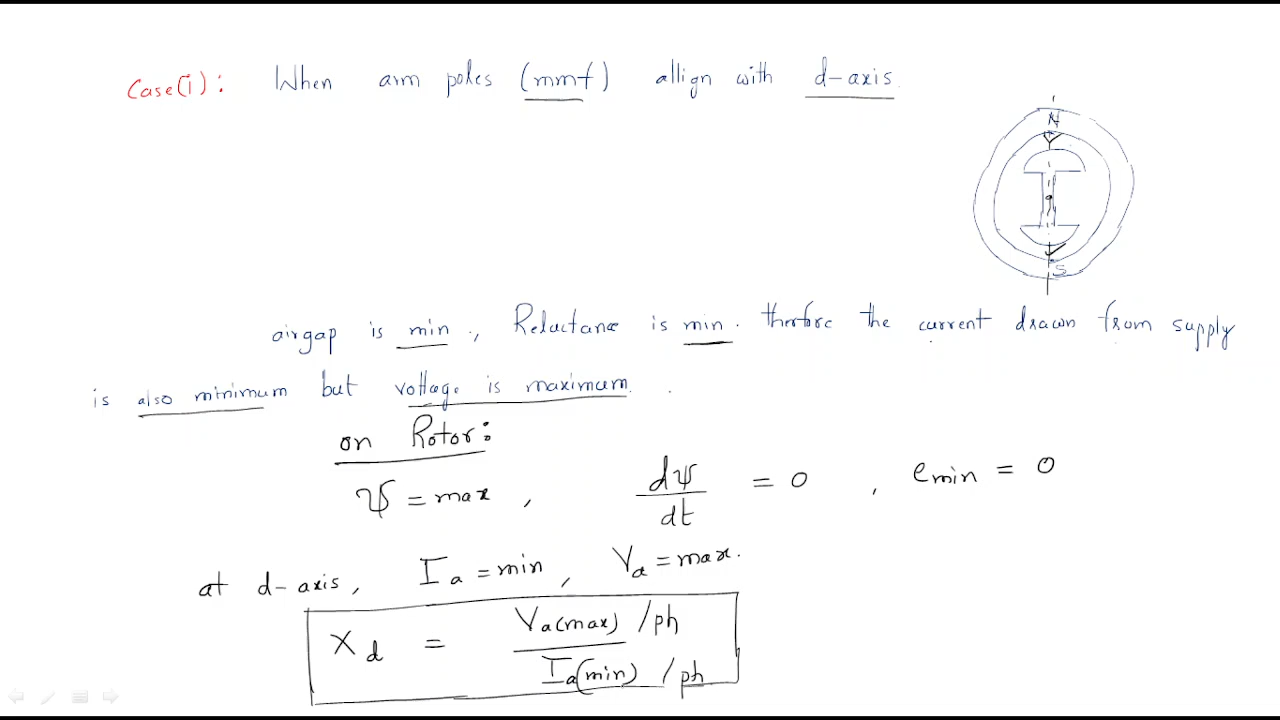 Case(i): When arm poles (mmf) allign with d-axis.
N
S
airgap is min ., Reluctance is min. therfore the current drawn from supply
is also minimum but voltage is maximum.
on Rotor:
ψ = max , dψ/dt = 0 , emin = 0
at d-axis, Ia = min , Va = max.
Xd = Va(max) /ph
Ia(min) /ph